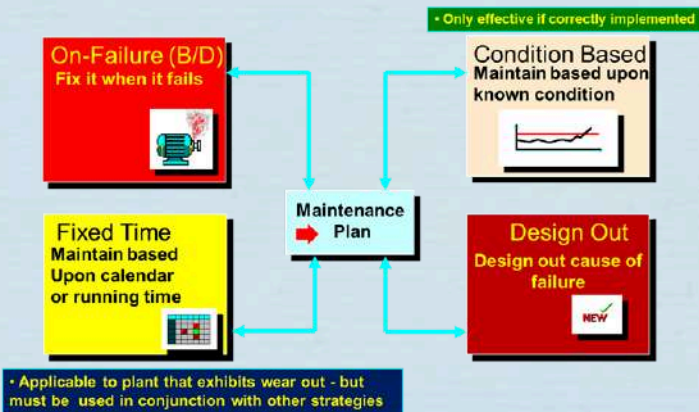 • Only effective if correctly implemented
On-Failure (B/D)
Fix it when it fails
Condition Based
Maintain based upon
known condition
Maintenance
Plan
Fixed Time
Maintain based
Upon calendar
or running time
Design Out
Design out cause of
failure
NEW
• Applicable to plant that exhibits wear out - but
must be used in conjunction with other strategies